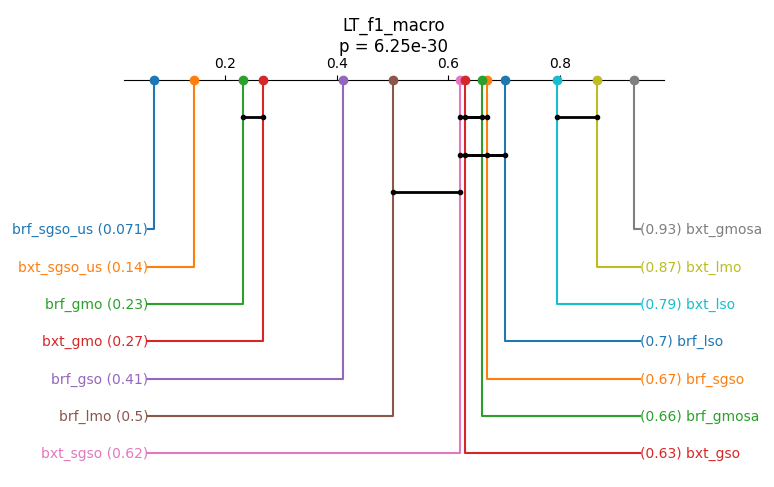 LT_f1_macro
p = 6.25e-30
0.2 0.4 0.6 0.8
brf_sgso_us (0.071) (0.93) bxt_gmosa
bxt_sgso_us (0.14) (0.87) bxt_lmo
brf_gmo (0.23) (0.79) bxt_lso
bxt_gmo (0.27) (0.7) brf_lso
brf_gso (0.41) (0.67) brf_sgso
brf_lmo (0.5) (0.66) brf_gmosa
bxt_sgso (0.62) (0.63) bxt_gso